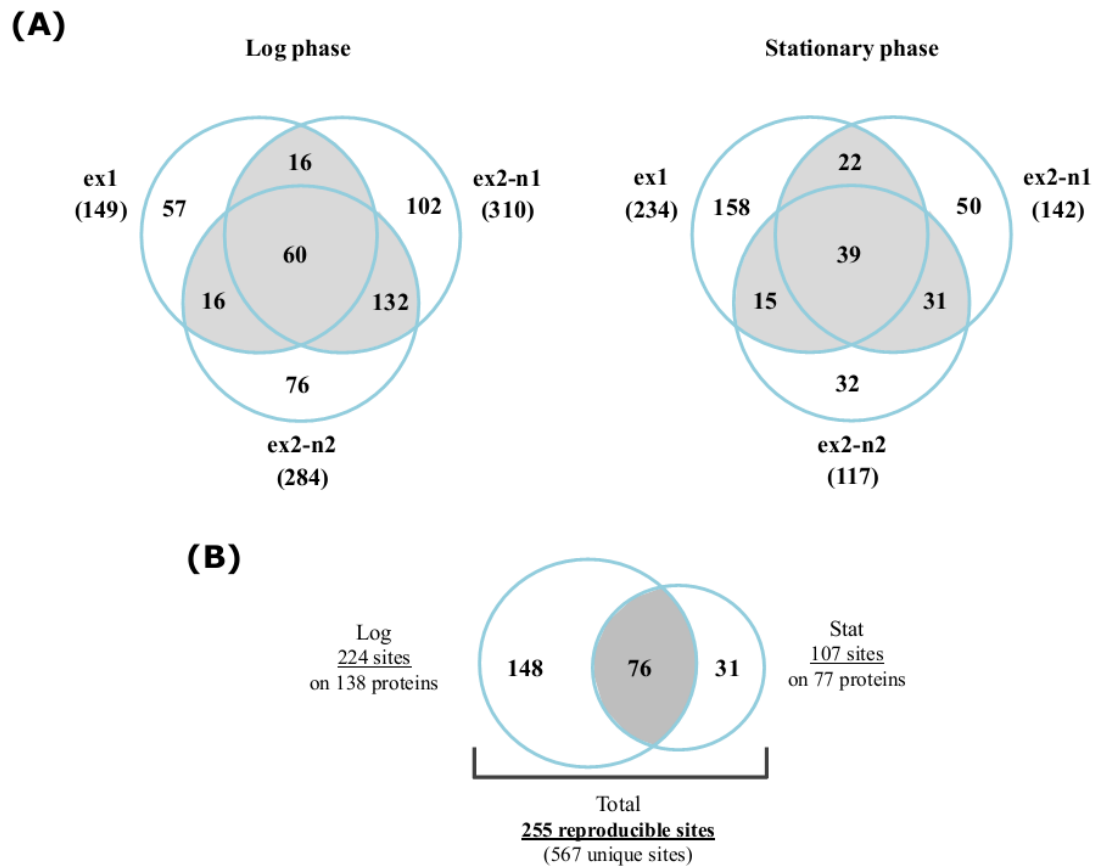 (A)
Log phase
ex1
(149)
57
16
ex2-n1
(310)
102
60
16
132
76
ex2-n2
(284)
Stationary phase
ex1
(234)
158
22
ex2-n1
(142)
50
39
15
31
32
ex2-n2
(117)
(B)
Log
224 sites
on 138 proteins
148
76
31
Stat
107 sites
on 77 proteins
Total
255 reproducible sites
(567 unique sites)